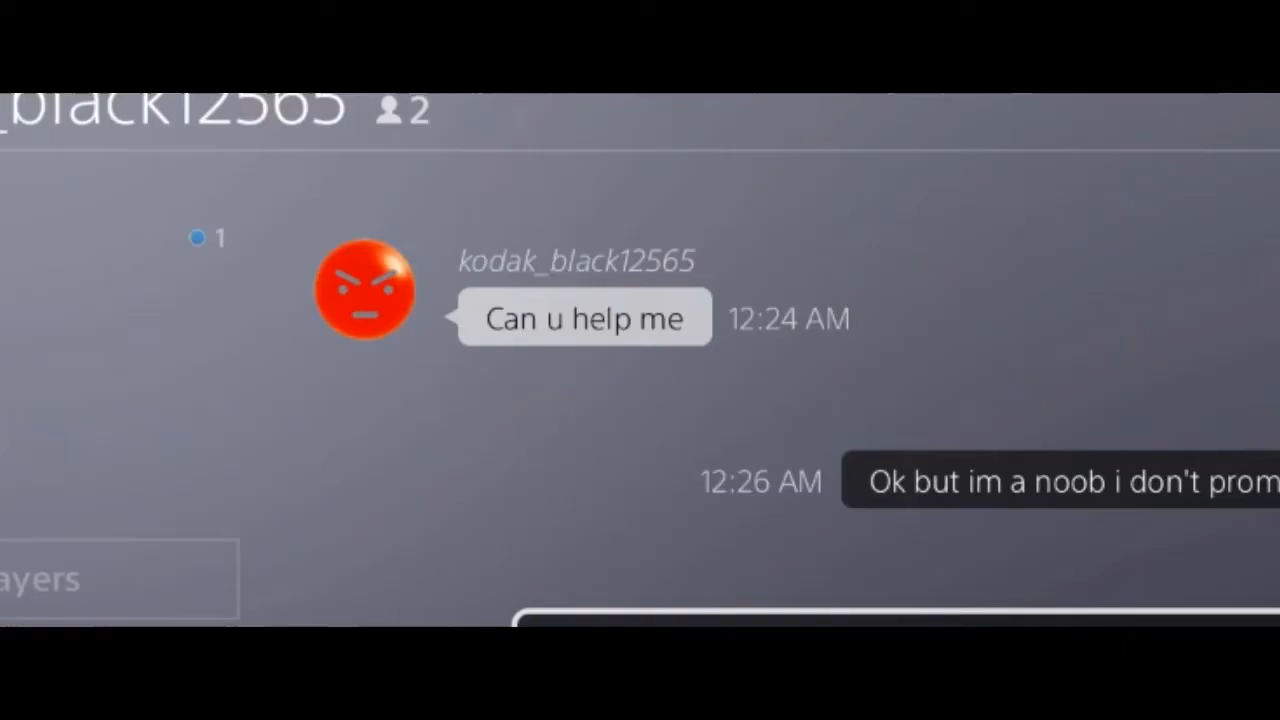 _black12565 2
1
kodak_black12565
Can u help me 12:24 AM
12:26 AM Ok but im a noob i don't prom
ayers